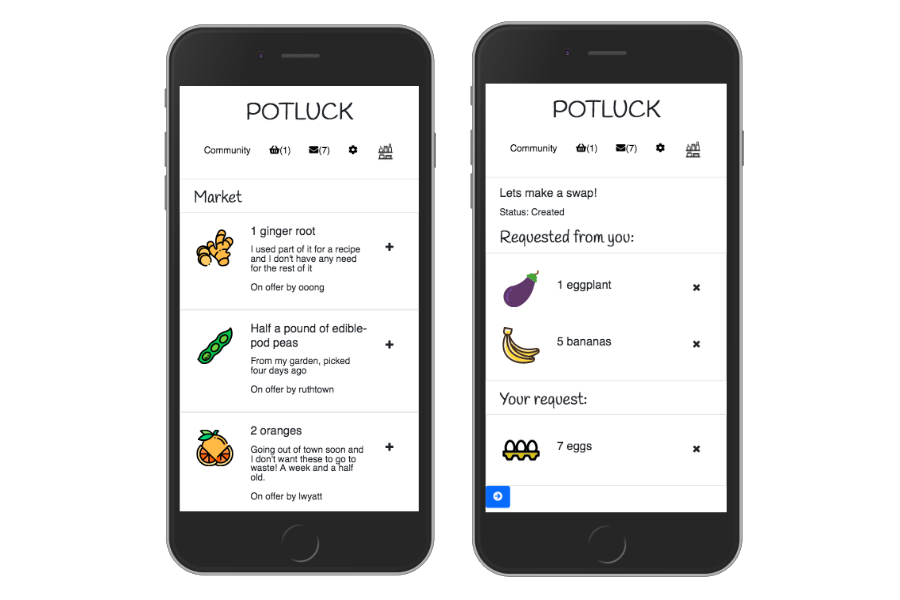 POTLUCK
Community (1) (7)
Market
1 ginger root
I used part of it for a recipe
and I don't have any need
for the rest of it
On offer by ooong
Half a pound of edible-
pod peas
From my garden, picked
four days ago
On offer by ruthtown
2 oranges
Going out of town soon and
I don't want these to go to
waste! A week and a half
old.
On offer by lwyatt
POTLUCK
Community (1) (7)
Lets make a swap!
Status: Created
Requested from you:
1 eggplant
5 bananas
Your request:
7 eggs